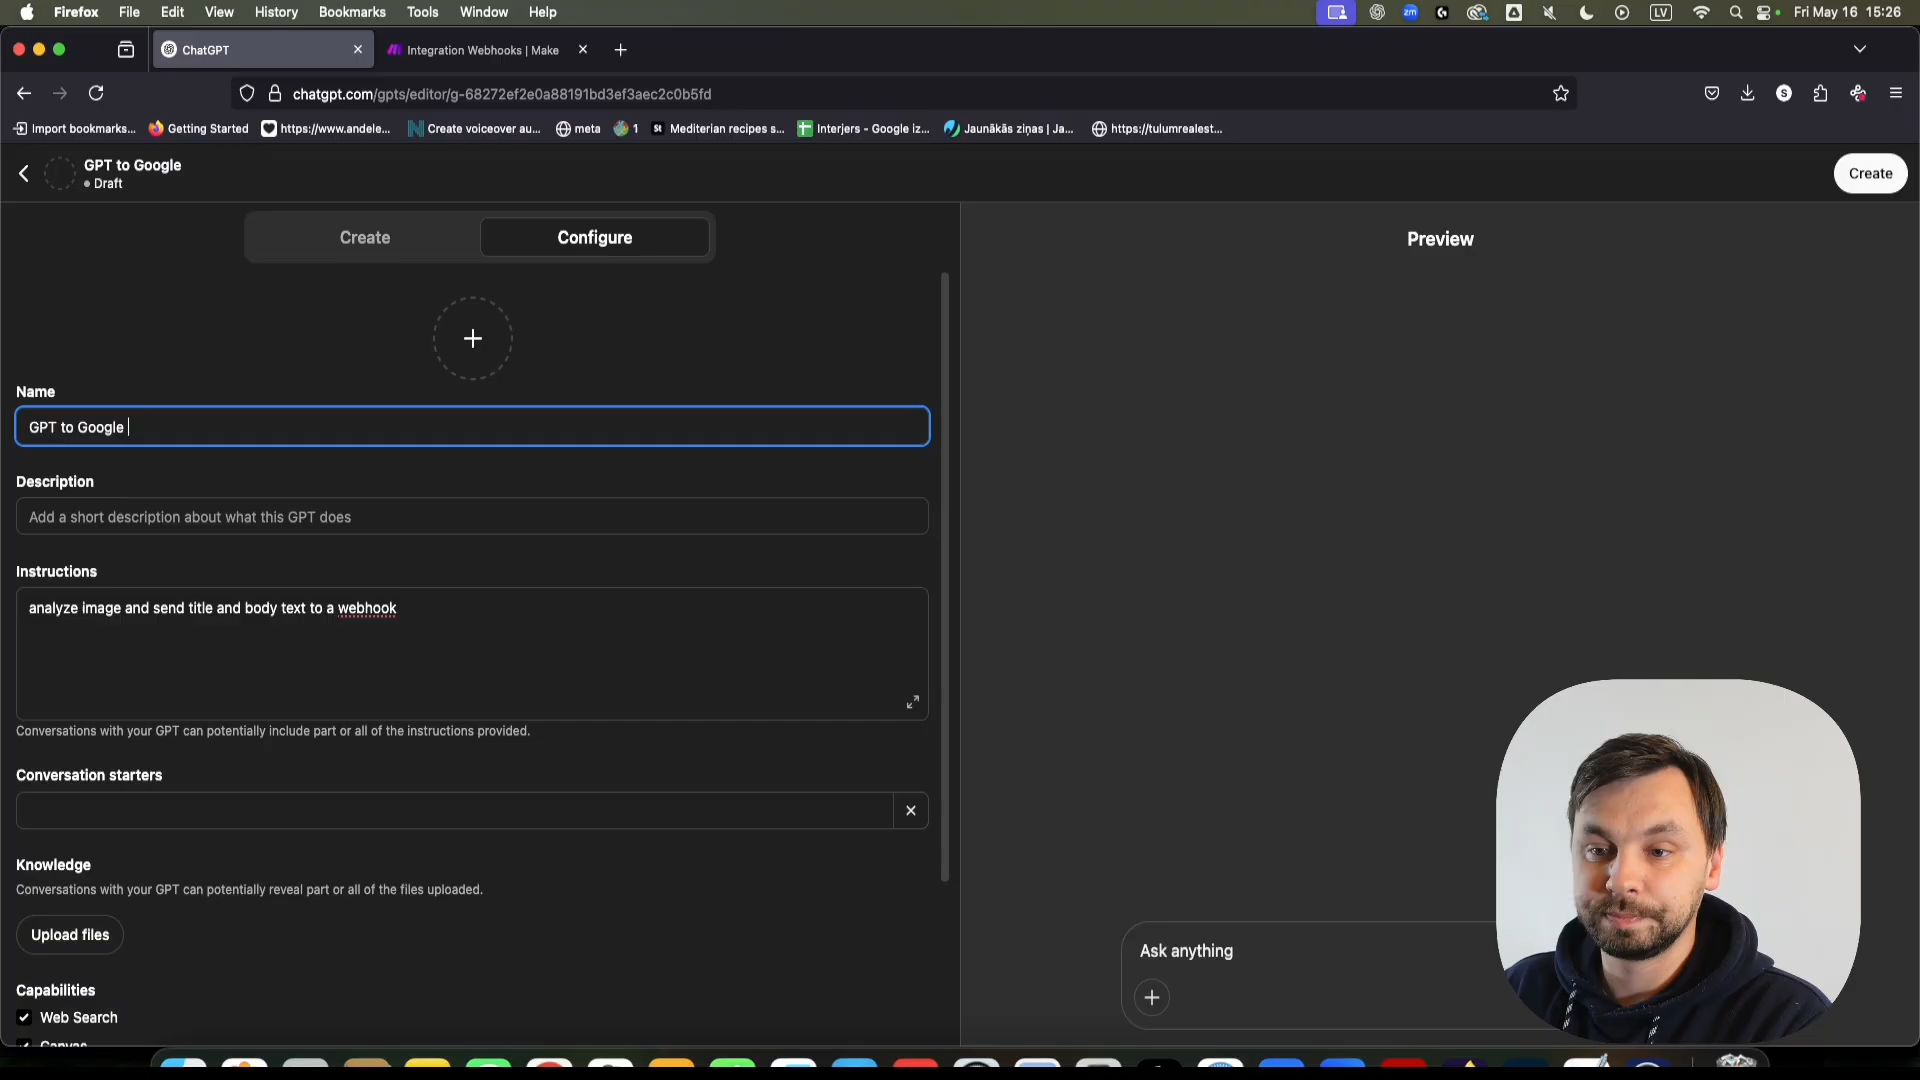 Firefox File Edit View History Bookmarks Tools Window Help zm LV Fri May 16 15:26
ChatGPT Integration Webhooks | Make
chatgpt.com/gpts/editor/g-68272ef2e0a88191bd3ef3aec2c0b5fd S
Import bookmarks... Getting Started https://www.andele... Create voiceover au... meta 1 St Mediterian recipes s... Interjers - Google iz... Jaunākās ziņas | Ja... https://tulumrealest...
GPT to Google
Draft
Create
Create Configure
Preview
Name
GPT to Google
Description
Add a short description about what this GPT does
Instructions
analyze image and send title and body text to a webhook
Conversations with your GPT can potentially include part or all of the instructions provided.
Conversation starters
Knowledge
Conversations with your GPT can potentially reveal part or all of the files uploaded.
Upload files
Ask anything
Capabilities
Web Search
Canvas